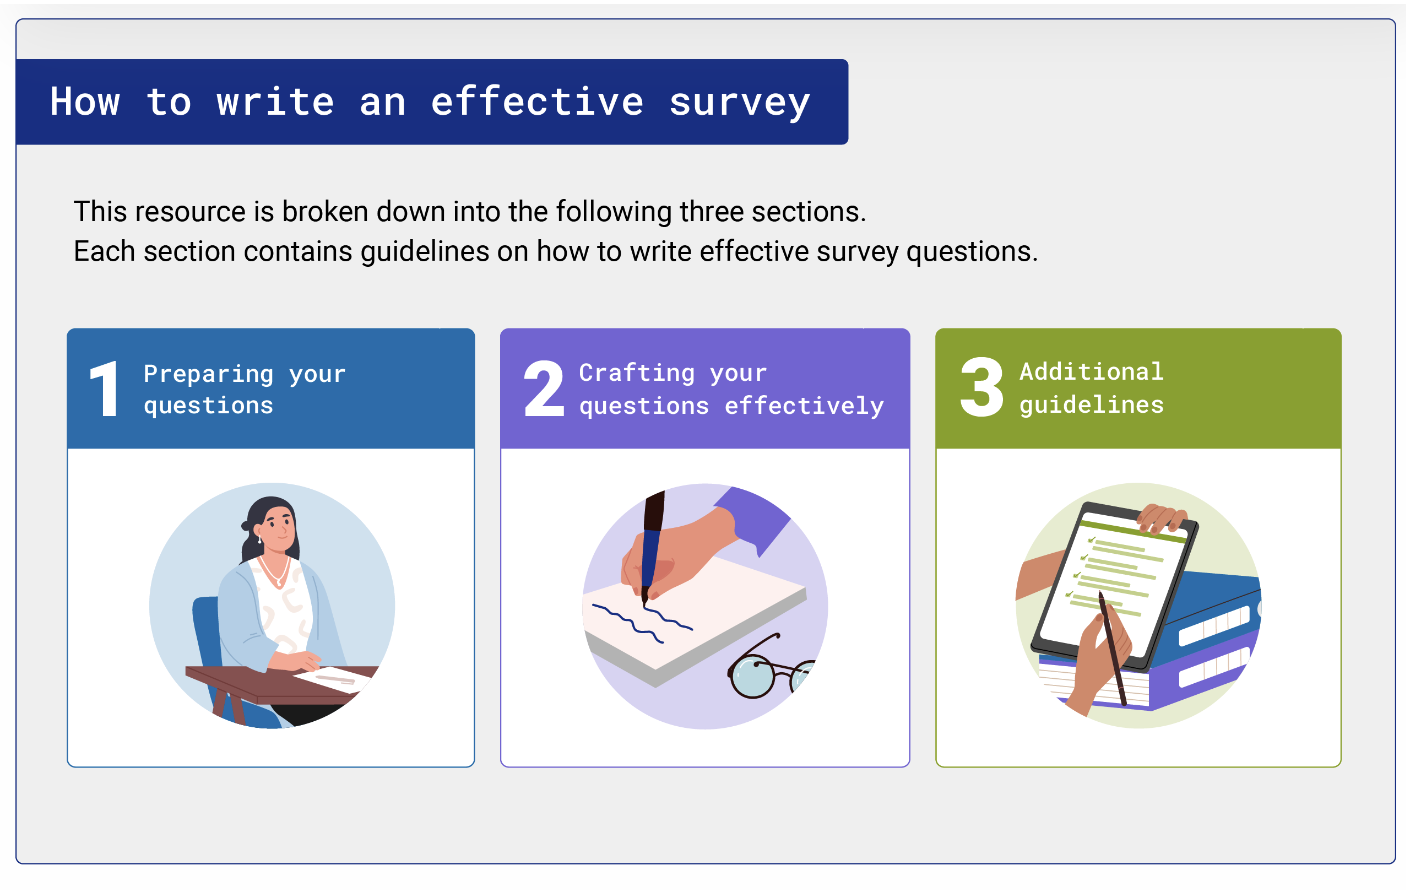 How to write an effective survey
This resource is broken down into the following three sections.
Each section contains guidelines on how to write effective survey questions.
1
Preparing your
questions
2
Crafting your
questions effectively
3
Additional
guidelines